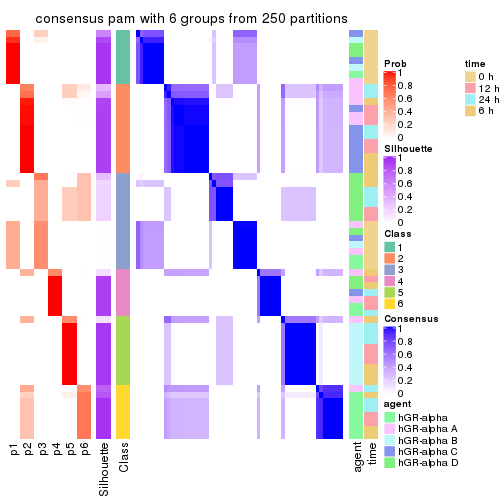 consensus pam with 6 groups from 250 partitions
Prob
1
0.8
0.6
0.4
0.2
0
time
0 h
12 h
24 h
6 h
Silhouette
1
0.8
0.6
0.4
0.2
0
Class
1
2
3
4
5
6
Consensus
1
0.8
0.6
0.4
0.2
0
agent
hGR-alpha
hGR-alpha A
hGR-alpha B
hGR-alpha C
hGR-alpha D
p1
p2
p3
p4
p5
p6
Silhouette
Class
agent
time